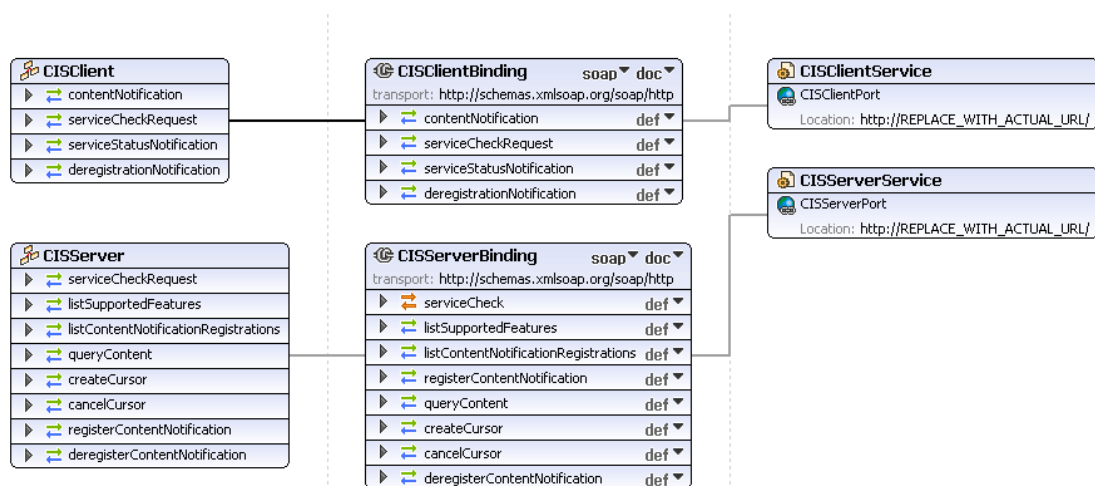 CISClient
contentNotification
serviceCheckRequest
serviceStatusNotification
deregistrationNotification
CISServer
serviceCheckRequest
listSupportedFeatures
listContentNotificationRegistrations
queryContent
createCursor
cancelCursor
registerContentNotification
deregisterContentNotification
CISClientBinding soap doc
transport: http://schemas.xmlsoap.org/soap/http
contentNotification def
serviceCheckRequest def
serviceStatusNotification def
deregistrationNotification def
CISServerBinding soap doc
transport: http://schemas.xmlsoap.org/soap/http
serviceCheck def
listSupportedFeatures def
listContentNotificationRegistrations def
registerContentNotification def
queryContent def
createCursor def
cancelCursor def
deregisterContentNotification def
CISClientService
CISClientPort
Location: http://REPLACE_WITH_ACTUAL_URL/
CISServerService
CISServerPort
Location: http://REPLACE_WITH_ACTUAL_URL/